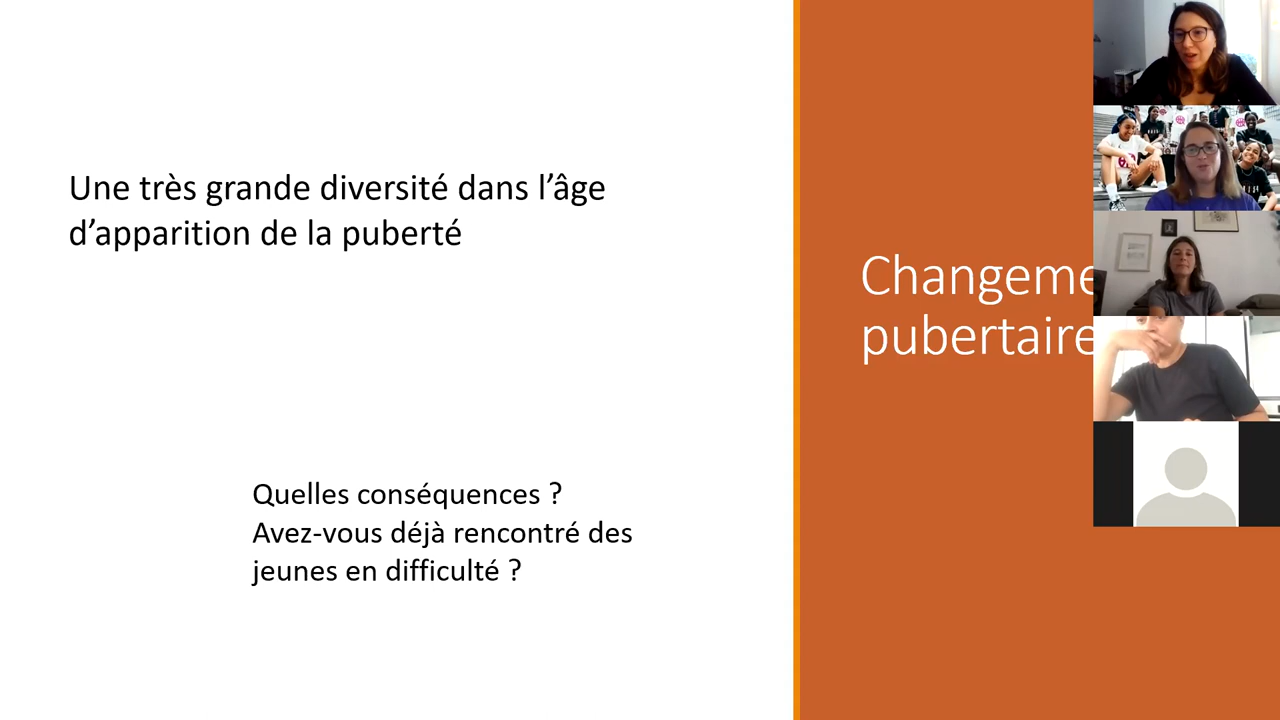 Une très grande diversité dans l’âge
d’apparition de la puberté
Quelles conséquences ?
Avez-vous déjà rencontré des
jeunes en difficulté ?
Changeme
pubertaire